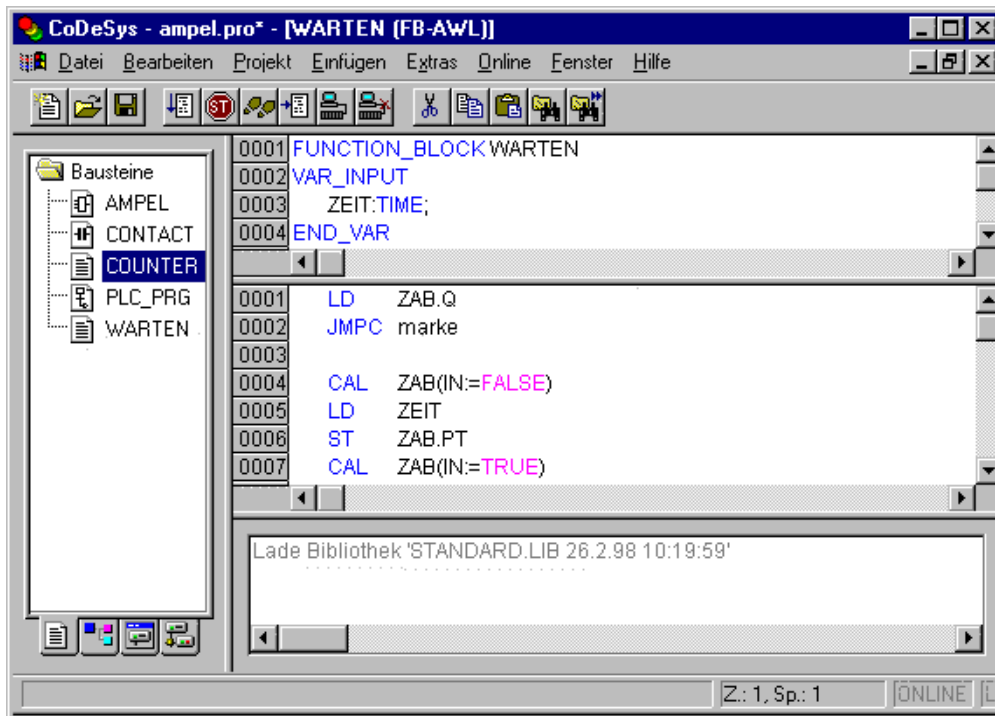 CoDeSys - ampel.pro* - [WARTEN (FB-AWL)]
Datei Bearbeiten Projekt Einfügen Extras Online Fenster Hilfe
ST
Bausteine
AMPEL
CONTACT
COUNTER
PLC_PRG
WARTEN
0001 FUNCTION_BLOCK WARTEN
0002 VAR_INPUT
0003 ZEIT:TIME;
0004 END_VAR
0001 LD ZAB.Q
0002 JMPC marke
0003
0004 CAL ZAB(IN:=FALSE)
0005 LD ZEIT
0006 ST ZAB.PT
0007 CAL ZAB(IN:=TRUE)
Lade Bibliothek 'STANDARD.LIB 26.2.98 10:19:59'
Z.: 1, Sp.: 1 ONLINE